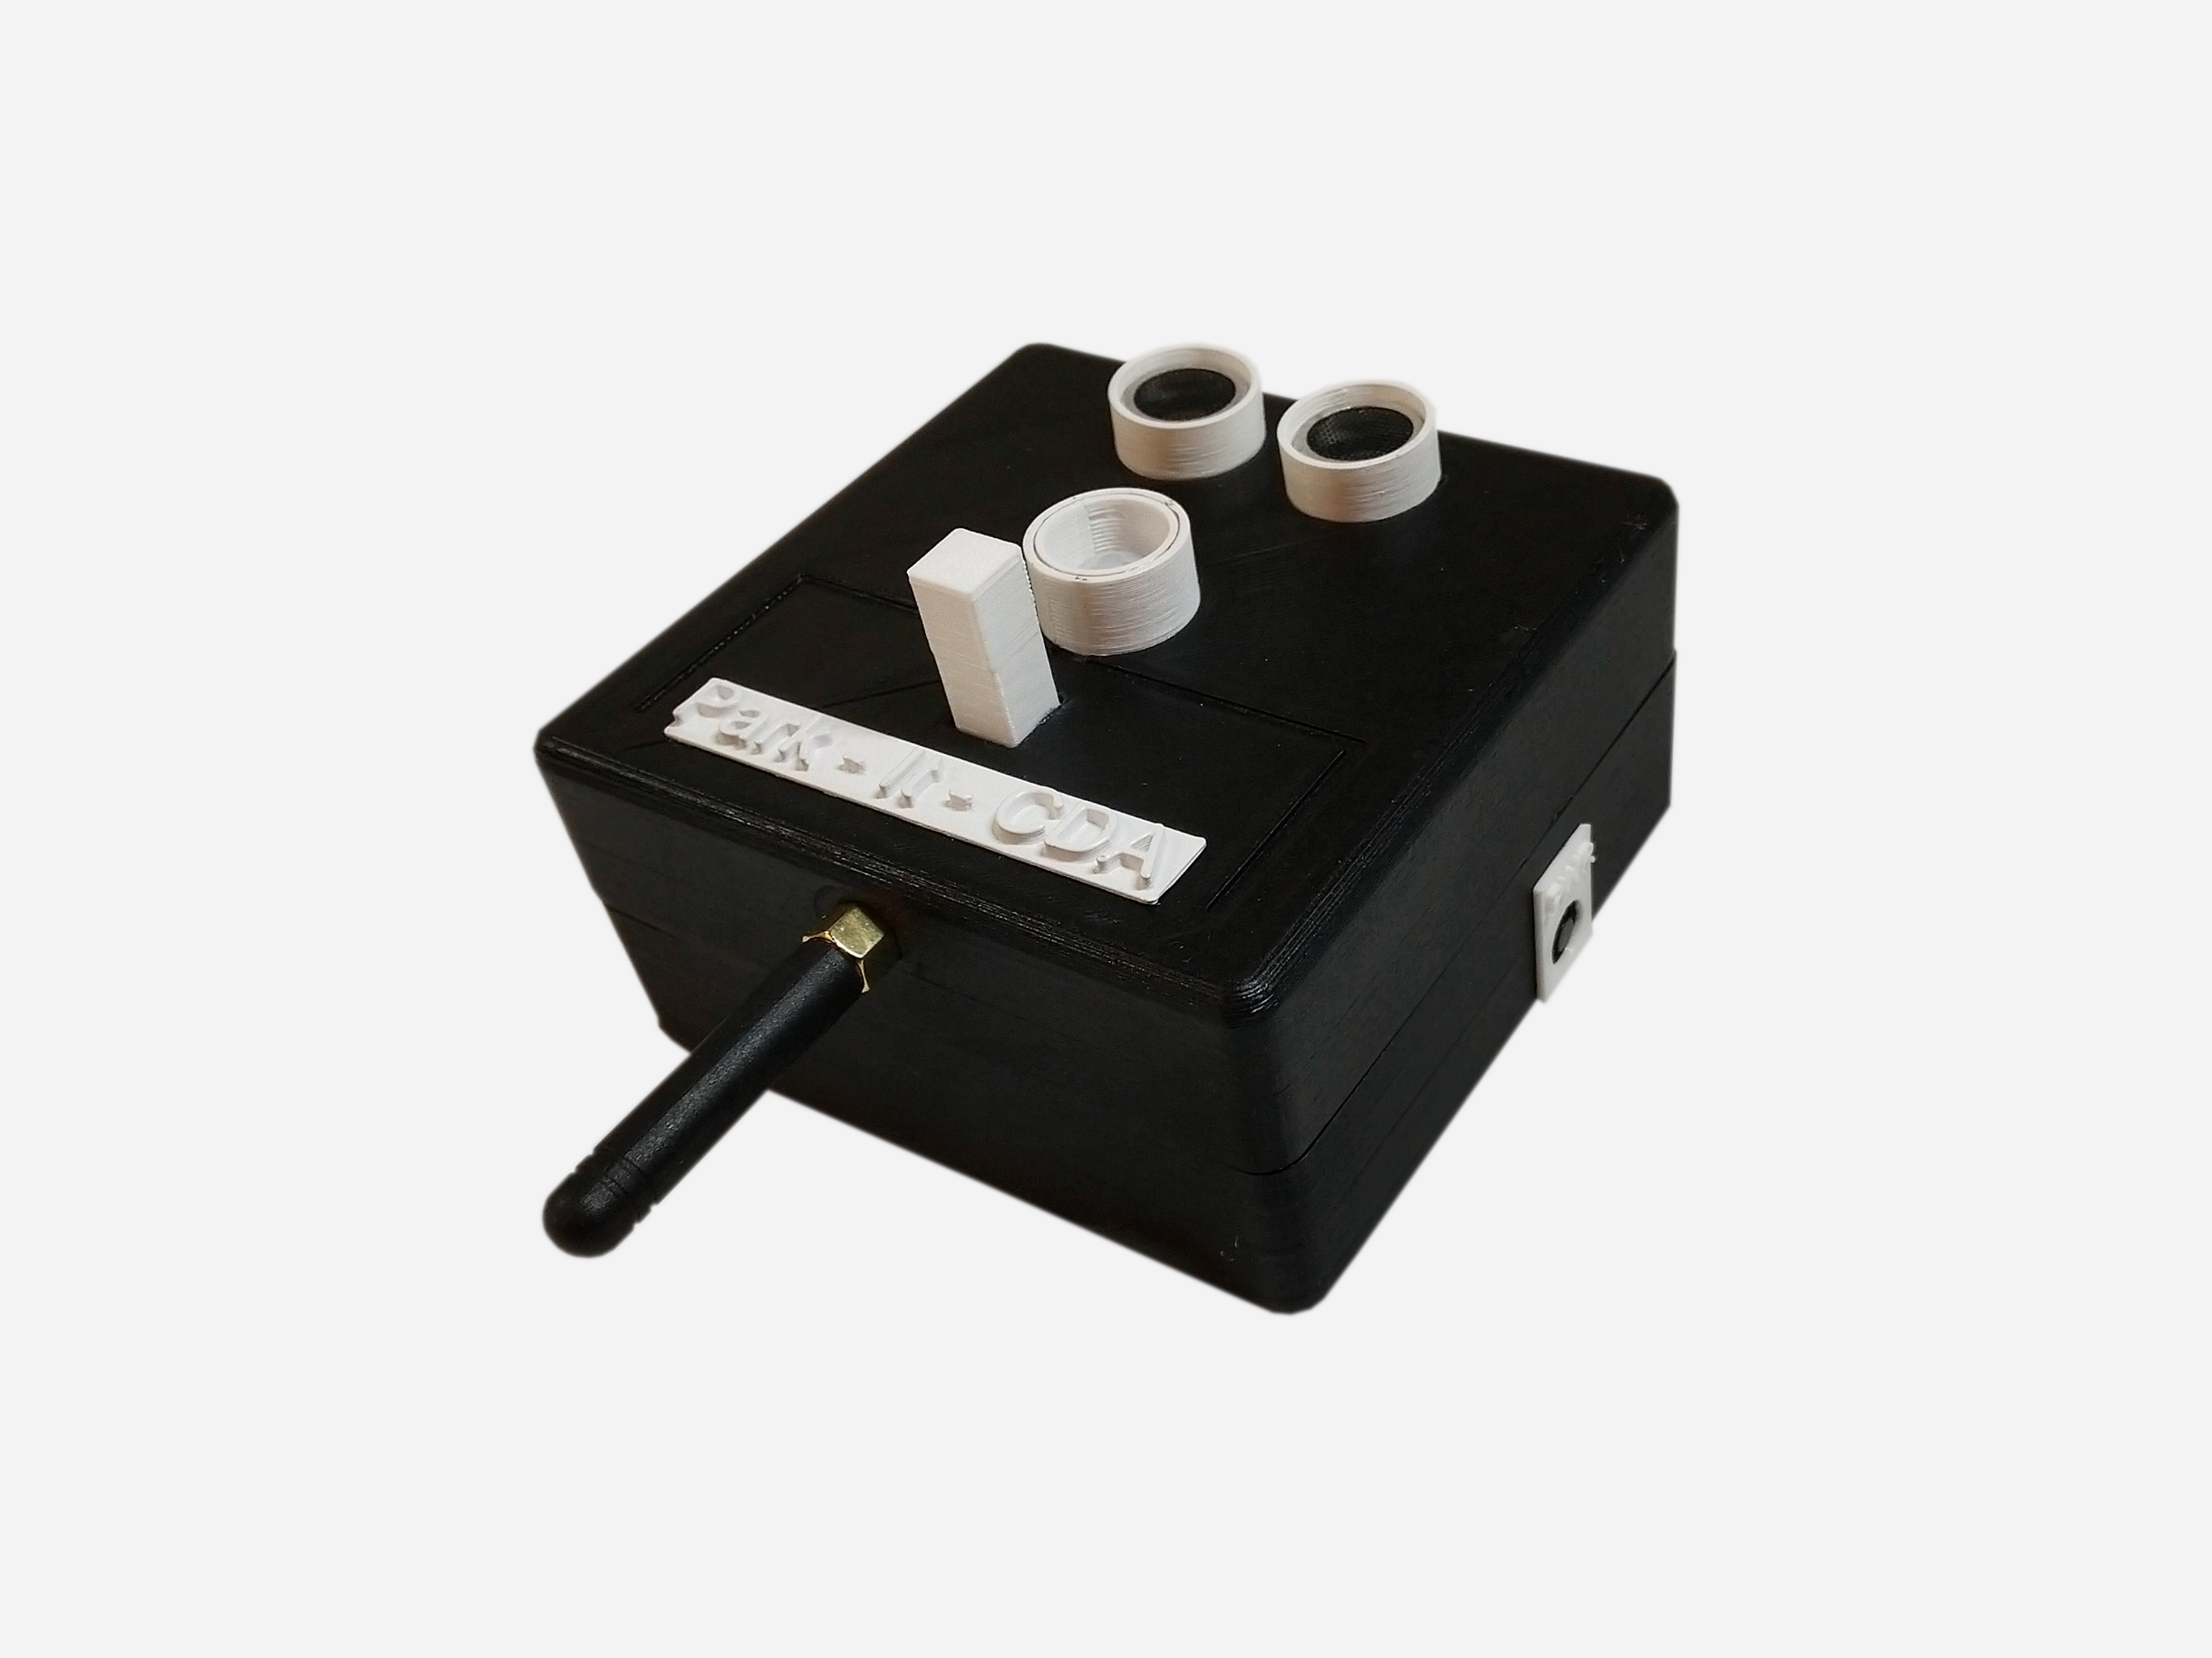 Park - It - CDA